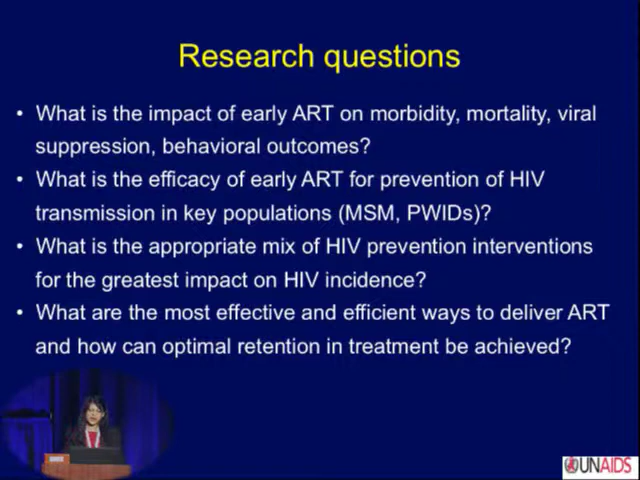 Research questions
• What is the impact of early ART on morbidity, mortality, viral
suppression, behavioral outcomes?
• What is the efficacy of early ART for prevention of HIV
transmission in key populations (MSM, PWIDs)?
• What is the appropriate mix of HIV prevention interventions
for the greatest impact on HIV incidence?
• What are the most effective and efficient ways to deliver ART
and how can optimal retention in treatment be achieved?
UNAIDS